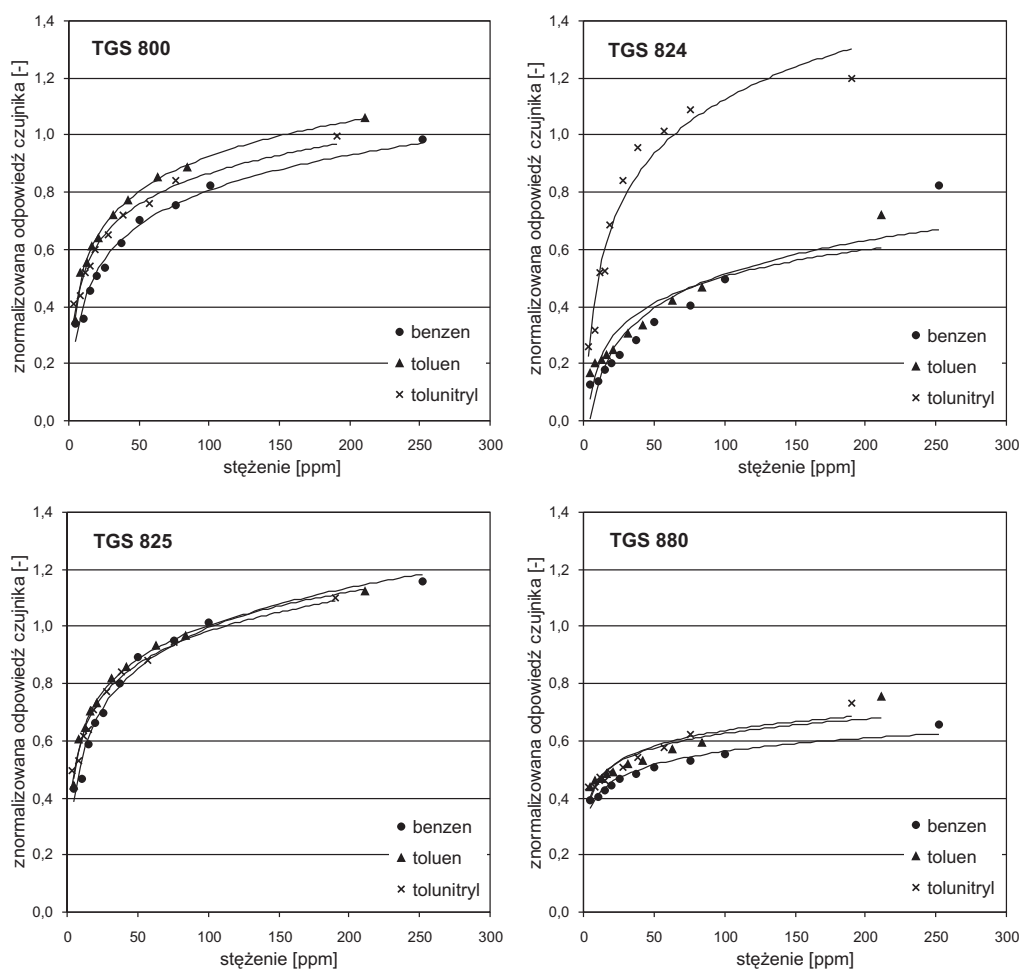 TGS 800
znormalizowana odpowiedź czujnika [-]
1,4
1,2
1,0
0,8
0,6
0,4
0,2
0,0
benzen
toluen
tolunitryl
0 50 100 150 200 250 300
stężenie [ppm]
TGS 824
znormalizowana odpowiedź czujnika [-]
1,4
1,2
1,0
0,8
0,6
0,4
0,2
0,0
benzen
toluen
tolunitryl
0 50 100 150 200 250 300
stężenie [ppm]
TGS 825
znormalizowana odpowiedź czujnika [-]
1,4
1,2
1,0
0,8
0,6
0,4
0,2
0,0
benzen
toluen
tolunitryl
0 50 100 150 200 250 300
stężenie [ppm]
TGS 880
znormalizowana odpowiedź czujnika [-]
1,4
1,2
1,0
0,8
0,6
0,4
0,2
0,0
benzen
toluen
tolunitryl
0 50 100 150 200 250 300
stężenie [ppm]